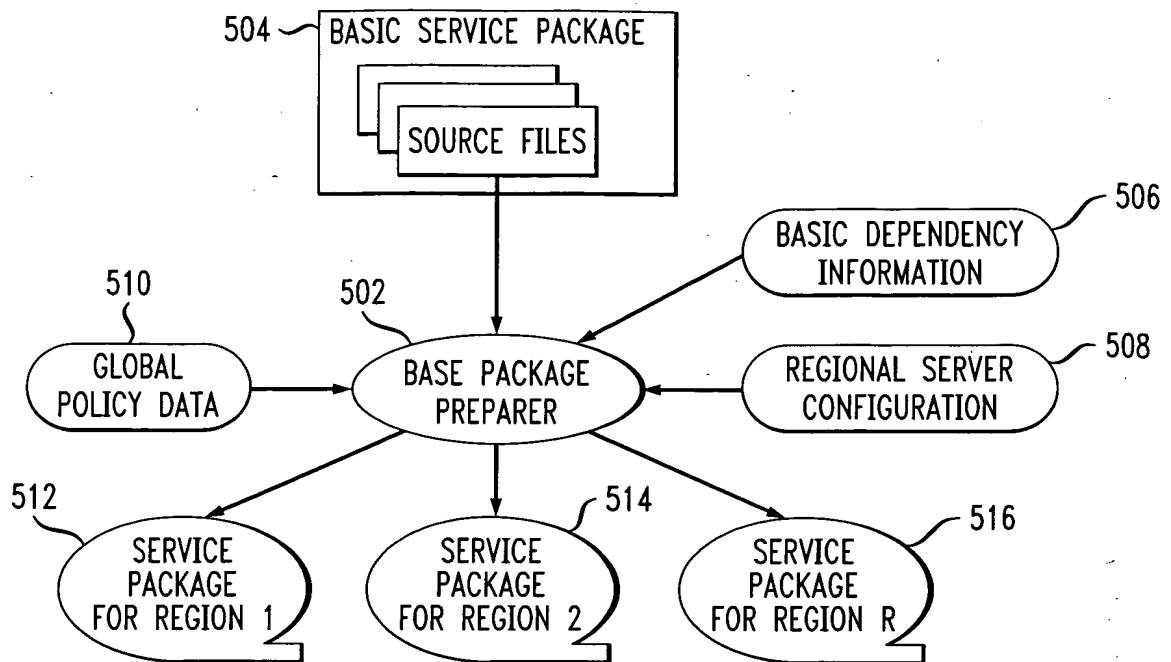 504
BASIC SERVICE PACKAGE
SOURCE FILES
506
BASIC DEPENDENCY
INFORMATION
510
502
508
GLOBAL
POLICY DATA
BASE PACKAGE
PREPARER
REGIONAL SERVER
CONFIGURATION
512
514
516
SERVICE
PACKAGE
FOR REGION 1
SERVICE
PACKAGE
FOR REGION 2
SERVICE
PACKAGE
FOR REGION R